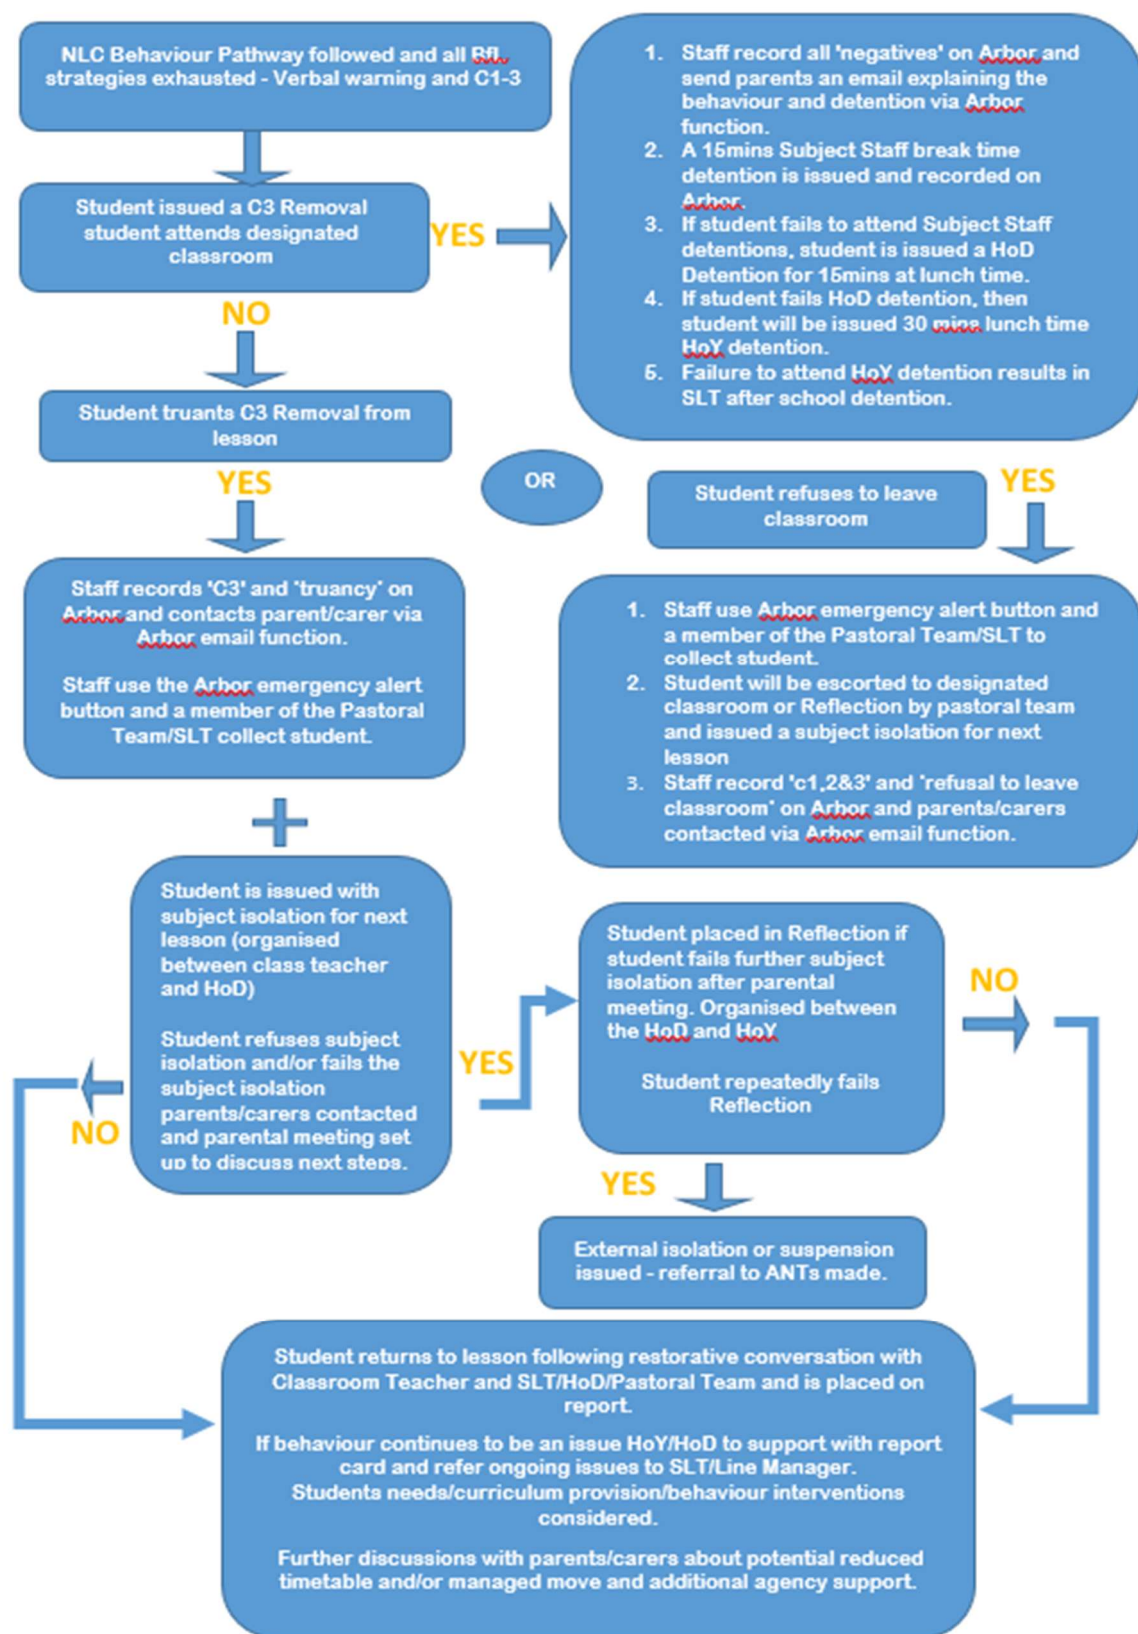 NLC Behaviour Pathway followed and all BfL
strategies exhausted - Verbal warning and C1-3
Student issued a C3 Removal
student attends designated
classroom
YES
1. Staff record all 'negatives' on Arbor and
send parents an email explaining the
behaviour and detention via Arbor
function.
2. A 15mins Subject Staff break time
detention is issued and recorded on
Arbor.
3. If student fails to attend Subject Staff
detentions, student is issued a HoD
Detention for 15mins at lunch time.
4. If student fails HoD detention, then
student will be issued 30 mins lunch time
HoY detention.
5. Failure to attend HoY detention results in
SLT after school detention.
NO
Student truants C3 Removal from
lesson
YES
OR
Student refuses to leave
classroom
YES
Staff records 'C3' and 'truancy' on
Arbor and contacts parent/carer via
Arbor email function.
Staff use the Arbor emergency alert
button and a member of the Pastoral
Team/SLT collect student.
1. Staff use Arbor emergency alert button and
a member of the Pastoral Team/SLT to
collect student.
2. Student will be escorted to designated
classroom or Reflection by pastoral team
and issued a subject isolation for next
lesson
3. Staff record 'c1,2&3' and 'refusal to leave
classroom' on Arbor and parents/carers
contacted via Arbor email function.
Student is issued with
subject isolation for next
lesson (organised
between class teacher
and HoD)
Student refuses subject
isolation and/or fails the
subject isolation
parents/carers contacted
and parental meeting set
up to discuss next steps.
NO
YES
Student placed in Reflection if
student fails further subject
isolation after parental
meeting. Organised between
the HoD and HoY
Student repeatedly fails
Reflection
NO
YES
External isolation or suspension
issued - referral to ANTs made.
Student returns to lesson following restorative conversation with
Classroom Teacher and SLT/HoD/Pastoral Team and is placed on
report.
If behaviour continues to be an issue HoY/HoD to support with report
card and refer ongoing issues to SLT/Line Manager.
Students needs/curriculum provision/behaviour interventions
considered.
Further discussions with parents/carers about potential reduced
timetable and/or managed move and additional agency support.